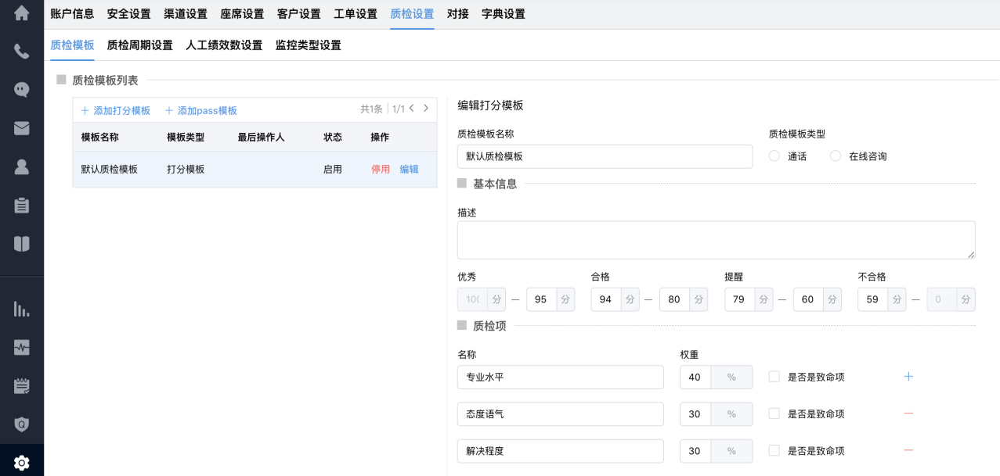 账户信息 安全设置 渠道设置 座席设置 客户设置 工单设置 质检设置 对接 字典设置
质检模板 质检周期设置 人工绩效数设置 监控类型设置
质检模板列表
+ 添加打分模板 + 添加pass模板 共1条 1/1 < >
模板名称 模板类型 最后操作人 状态 操作
默认质检模板 打分模板 启用 停用 编辑
编辑打分模板
质检模板名称 质检模板类型
默认质检模板 通话 在线咨询
基本信息
描述
优秀 合格 提醒 不合格
100 分 — 95 分 94 分 — 80 分 79 分 — 60 分 59 分 — 0 分
质检项
名称 权重
专业水平 40 % 是否是致命项 +
态度语气 30 % 是否是致命项 —
解决程度 30 % 是否是致命项 —